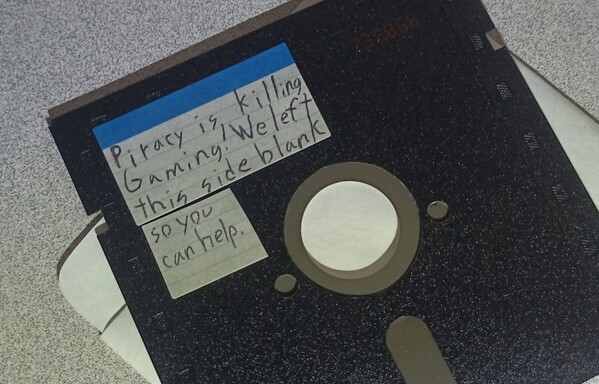 Piracy is killing
Gaming! We left
this side blank
so you
can help.